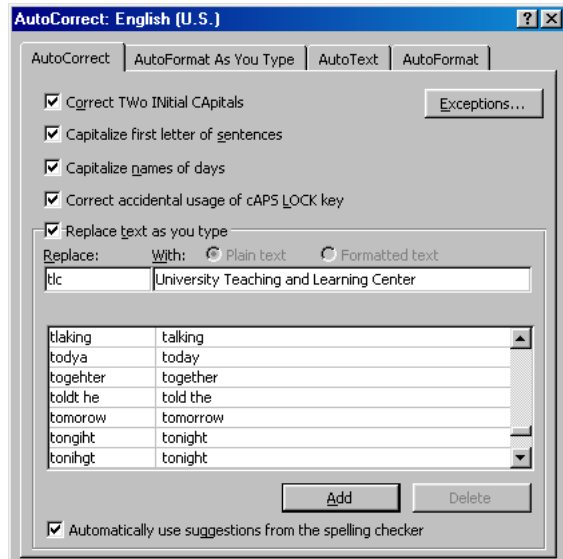 AutoCorrect: English (U.S.)
AutoCorrect AutoFormat As You Type AutoText AutoFormat
Correct TWo INitial CApitals Exceptions...
Capitalize first letter of sentences
Capitalize names of days
Correct accidental usage of cAPS LOCK key
Replace text as you type
Replace: With: Plain text Formatted text
tlc University Teaching and Learning Center
tlaking talking
todya today
togehter together
toldt he told the
tomorow tomorrow
tongiht tonight
tonihgt tonight
Add Delete
Automatically use suggestions from the spelling checker